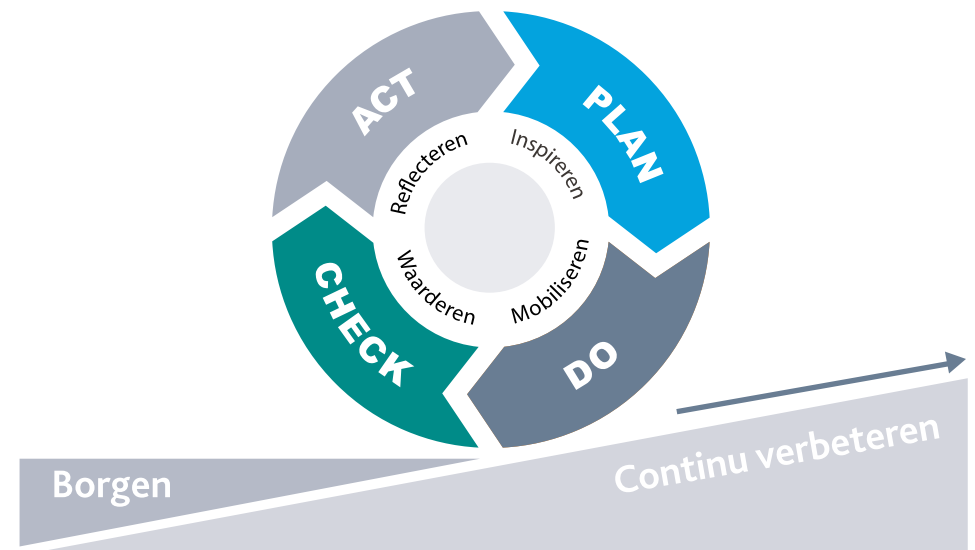 ACT
PLAN
Reflecteren
Inspireren
Waarderen
Mobiliseren
CHECK
DO
Continu verbeteren
Borgen